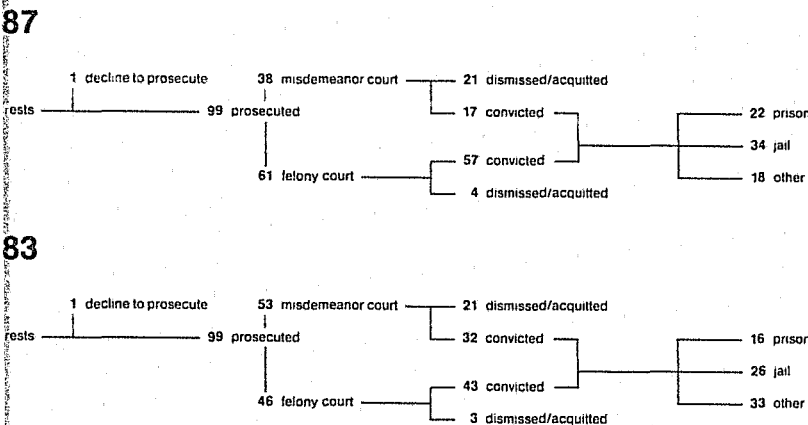 87
1 decline to prosecute 38 misdemeanor court 21 dismissed/acquitted
ests 99 prosecuted 17 convicted 22 prison
34 jail
57 convicted
61 felony court 18 other
4 dismissed/acquitted
83
1 decline to prosecute 53 misdemeanor court 21 dismissed/acquitted
rests 99 prosecuted 32 convicted 16 prison
26 jail
43 convicted
46 felony court 33 other
3 dismissed/acquitted